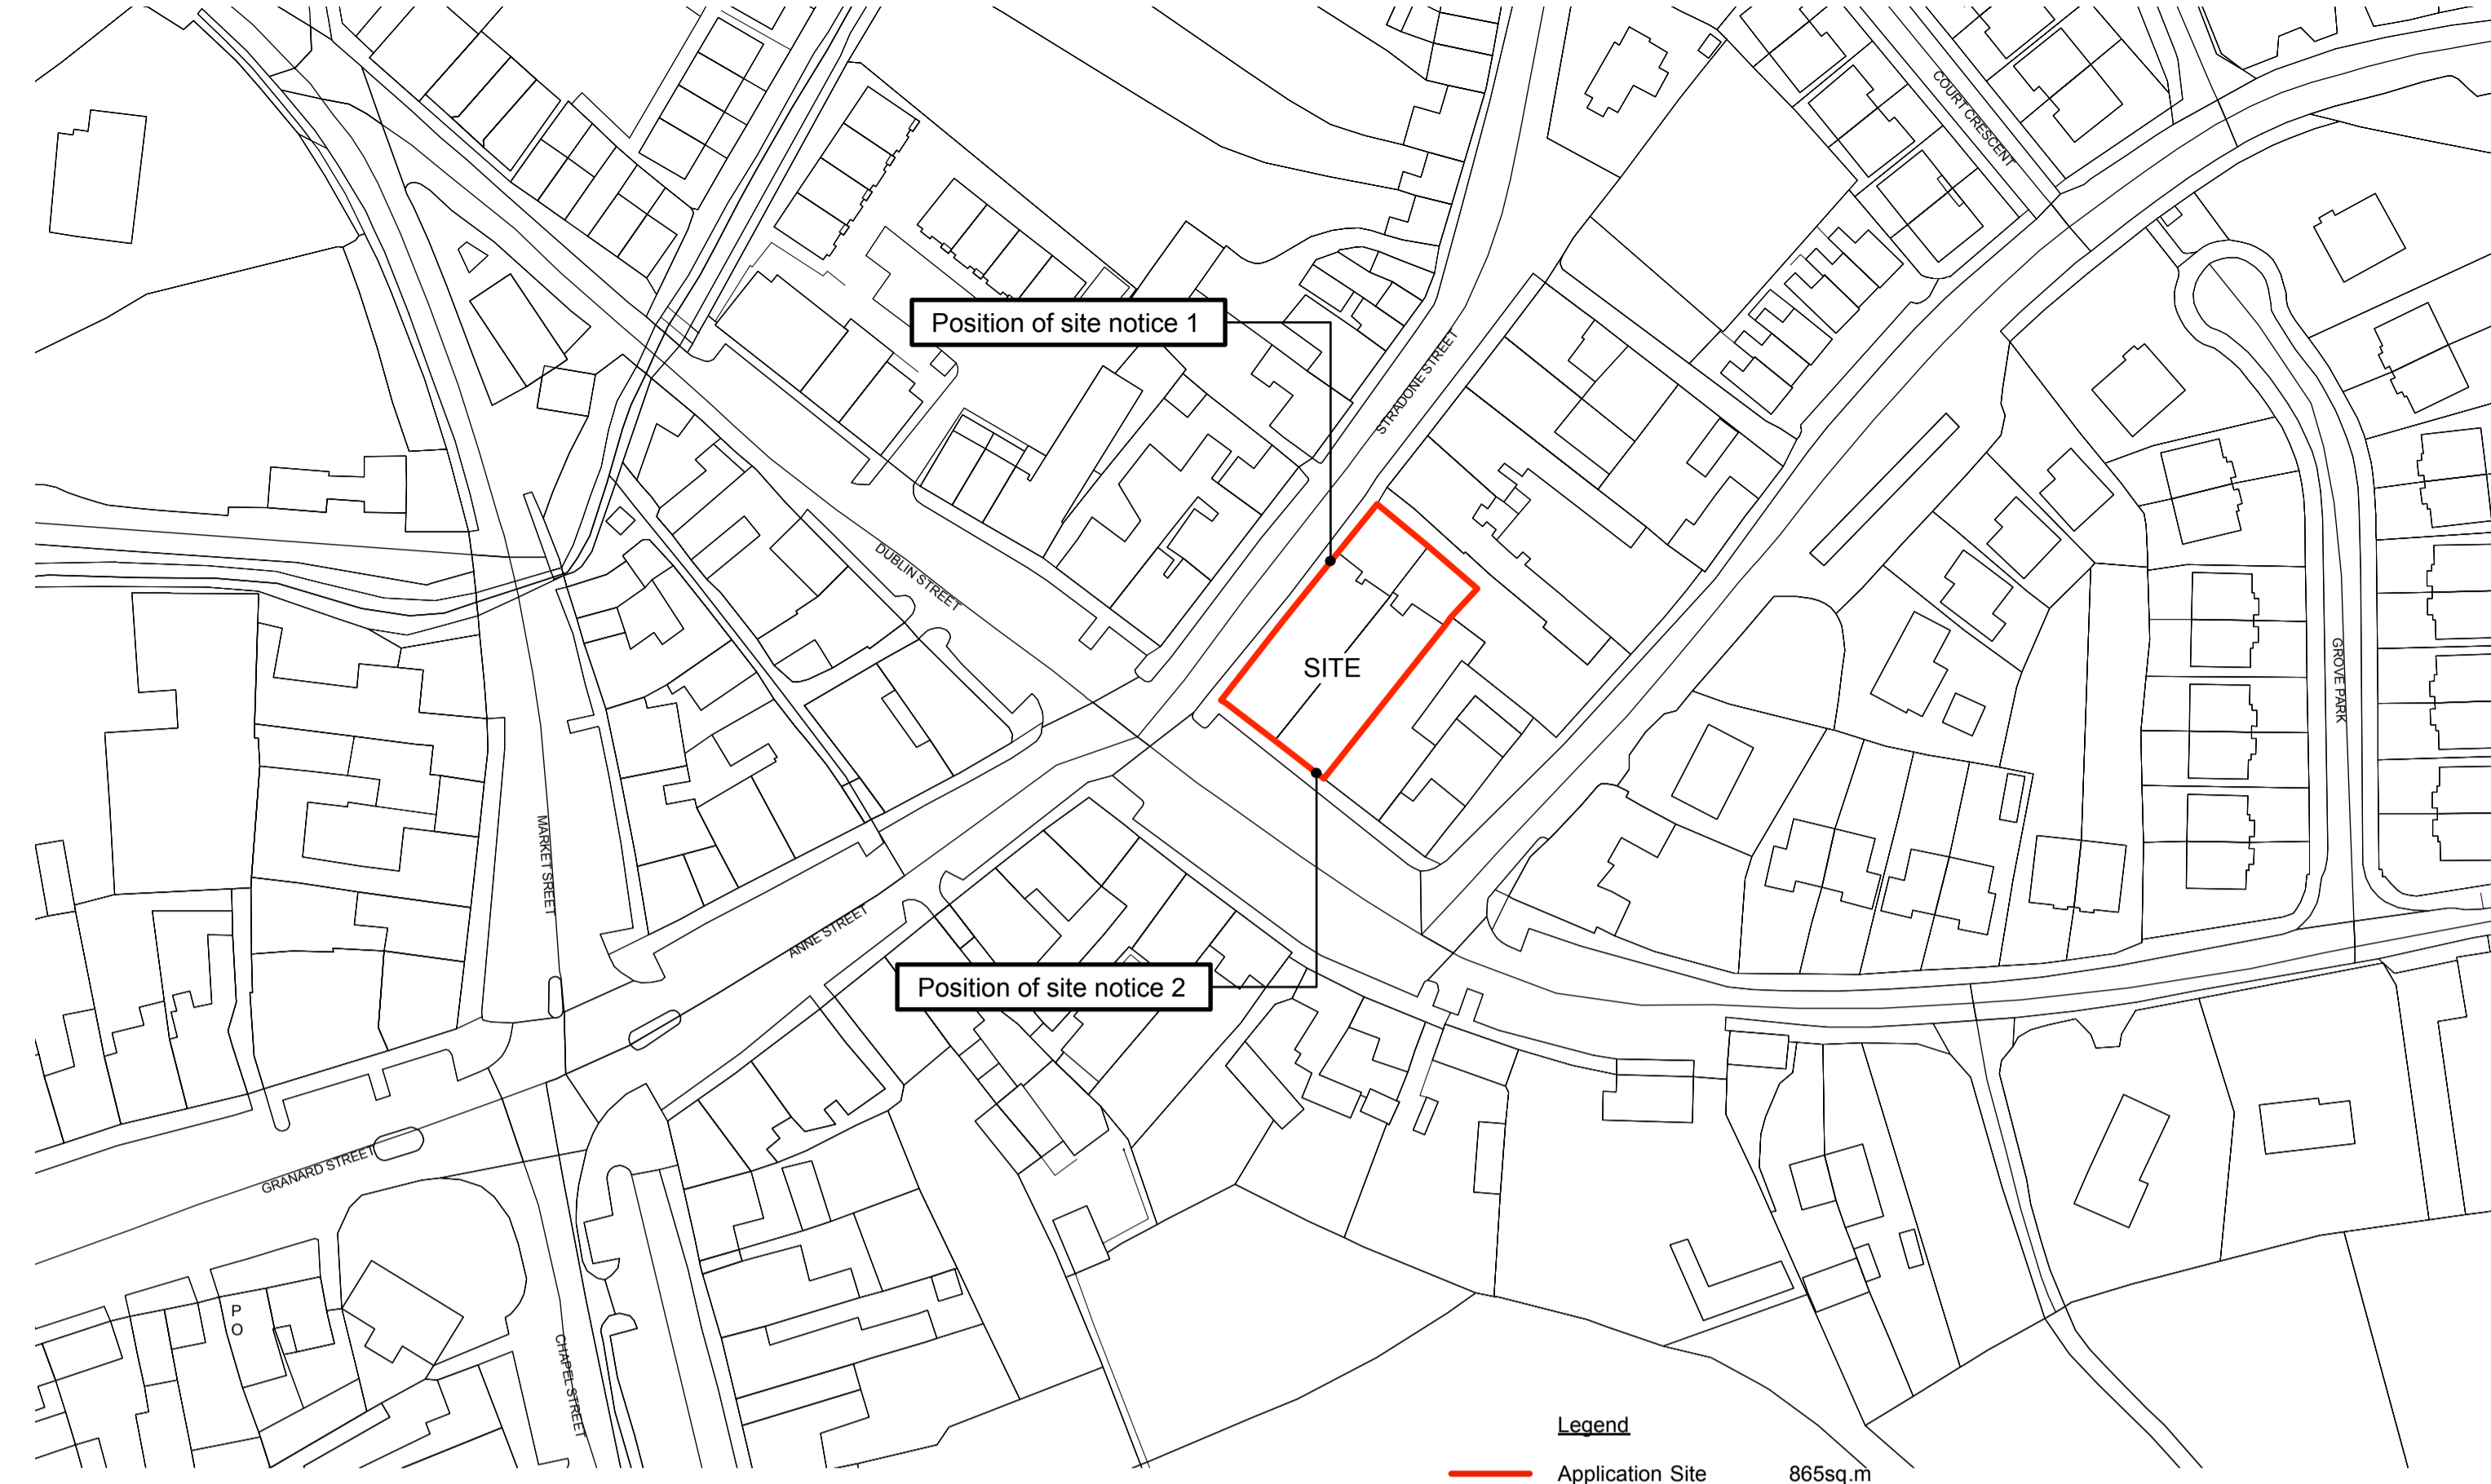 COURT CRESCENT
Position of site notice 1
STRADONE STREET
DUBLIN STREET
SITE
GROVE PARK
MARKET SREET
ANNE STREET
Position of site notice 2
GRANARD STREET
P
O
CHAPEL STREET
Legend
Application Site 865sq.m